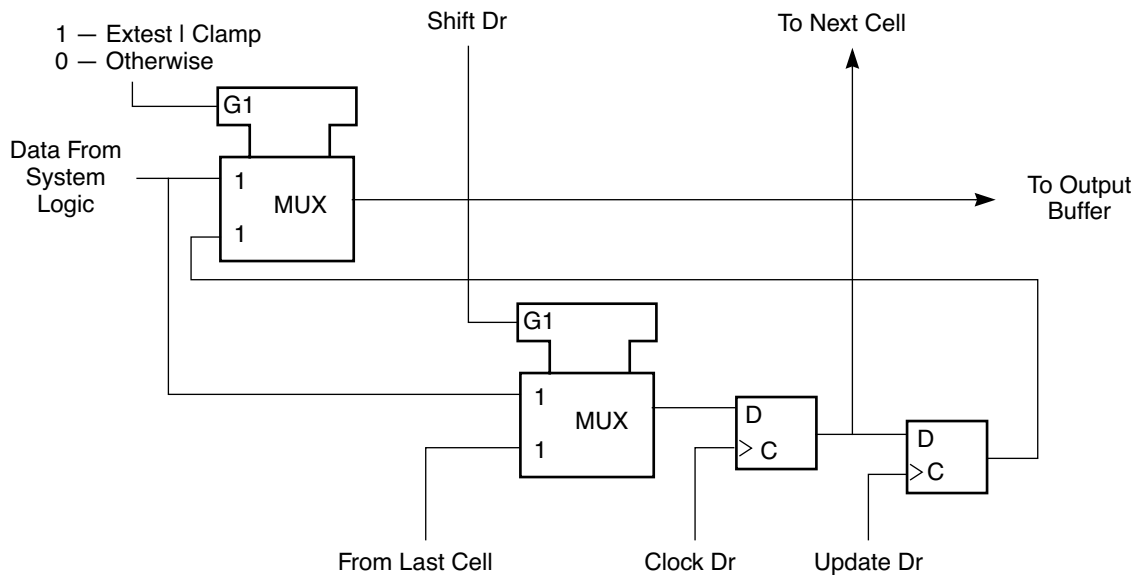 1 — Extest | Clamp
0 — Otherwise
Shift Dr
To Next Cell
G1
Data From
System
Logic
1
MUX
1
To Output
Buffer
G1
1
MUX
1
D
C
D
C
From Last Cell
Clock Dr
Update Dr